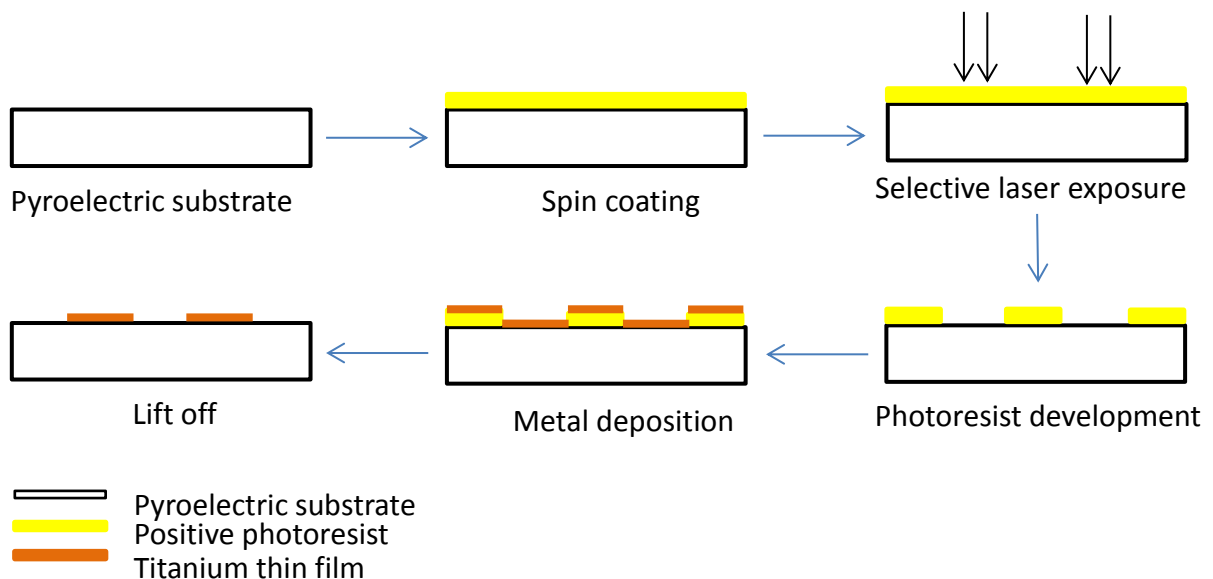 Pyroelectric substrate
Spin coating
Selective laser exposure
Lift off
Metal deposition
Photoresist development
Pyroelectric substrate
Positive photoresist
Titanium thin film